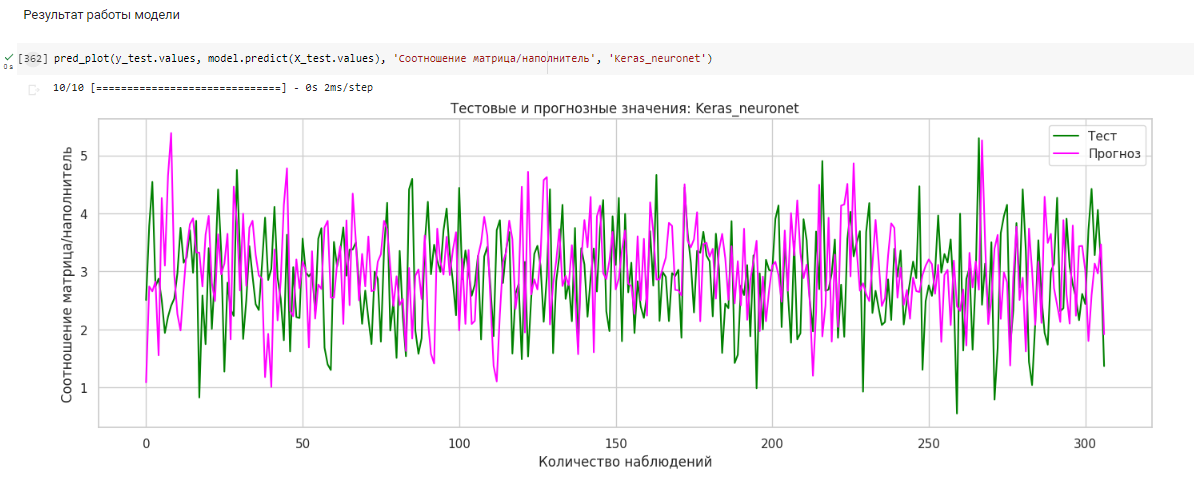 Результат работы модели
[362] pred_plot(y_test.values, model.predict(X_test.values), 'Соотношение матрица/наполнитель', 'Keras_neuronet')
0s
10/10 [==============================] - 0s 2ms/step
Тестовые и прогнозные значения: Keras_neuronet
Тест
Прогноз
Соотношение матрица/наполнитель
5
4
3
2
1
0 50 100 150 200 250 300
Количество наблюдений